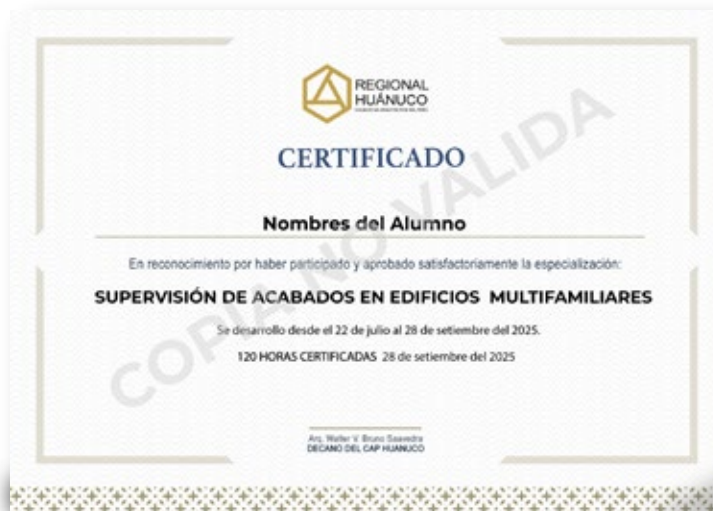 REGIONAL
HUÁNUCO
CERTIFICADO
Nombres del Alumno
En reconocimiento por haber participado y aprobado satisfactoriamente la especialización:
SUPERVISIÓN DE ACABADOS EN EDIFICIOS MULTIFAMILIARES
Se desarrollo desde el 22 de julio al 28 de setiembre del 2025.
120 HORAS CERTIFICADAS 28 de setiembre del 2025
COPIA NO VALIDA
Arq. Walter V. Bruno Saavedra
DECANO DEL CAP HUANUCO